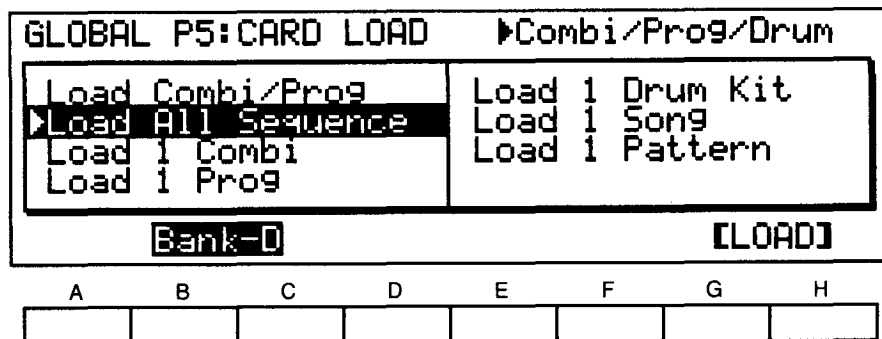 GLOBAL P5:CARD LOAD ▶Combi/Prog/Drum
Load Combi/Prog
▶Load All Sequence
Load 1 Combi
Load 1 Prog
Load 1 Drum Kit
Load 1 Song
Load 1 Pattern
Bank-D [LOAD]
A B C D E F G H